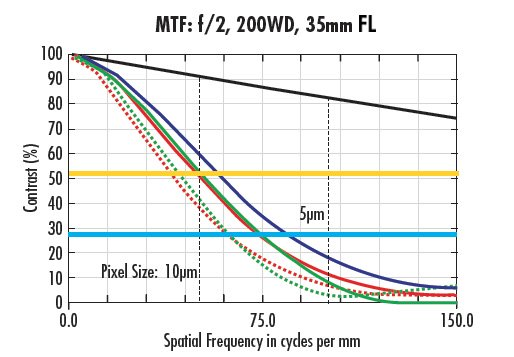 MTF: f/2, 200WD, 35mm FL
100
90
80
70
60
50
40
30
20
10
0
Contrast (%)
5µm
Pixel Size: 10µm
0.0 75.0 150.0
Spatial Frequency in cycles per mm